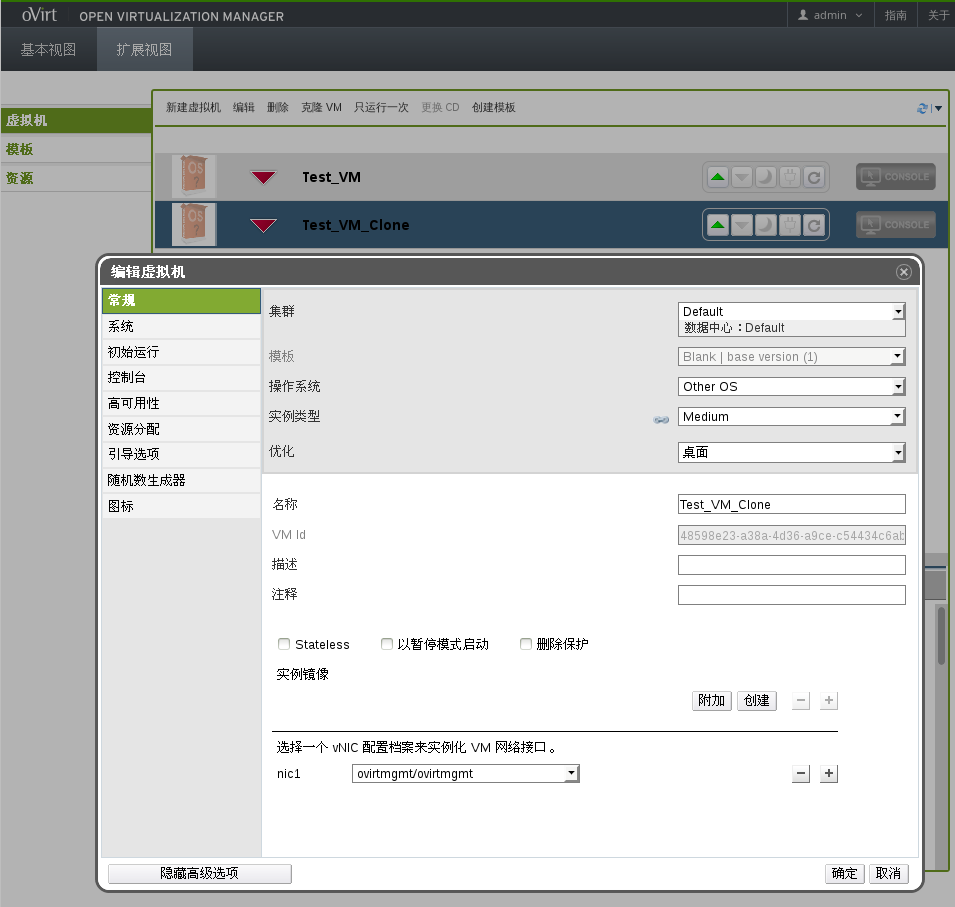 oVirt OPEN VIRTUALIZATION MANAGER admin 指南 关于
基本视图 扩展视图
新建虚拟机 编辑 删除 克隆 VM 只运行一次 更换 CD 创建模板
虚拟机
模板
资源
OS ? Test_VM CONSOLE
OS ? Test_VM_Clone CONSOLE
编辑虚拟机
常规
系统
初始运行
控制台
高可用性
资源分配
引导选项
随机数生成器
图标
集群 Default
数据中心：Default
模板 Blank | base version (1)
操作系统 Other OS
实例类型 Medium
优化 桌面
名称 Test_VM_Clone
VM Id 48598e23-a38a-4d36-a9ce-c54434c6ab
描述
注释
Stateless 以暂停模式启动 删除保护
实例镜像
附加 创建 − +
选择一个 vNIC 配置档案来实例化 VM 网络接口。
nic1 ovirtmgmt/ovirtmgmt − +
隐藏高级选项 确定 取消